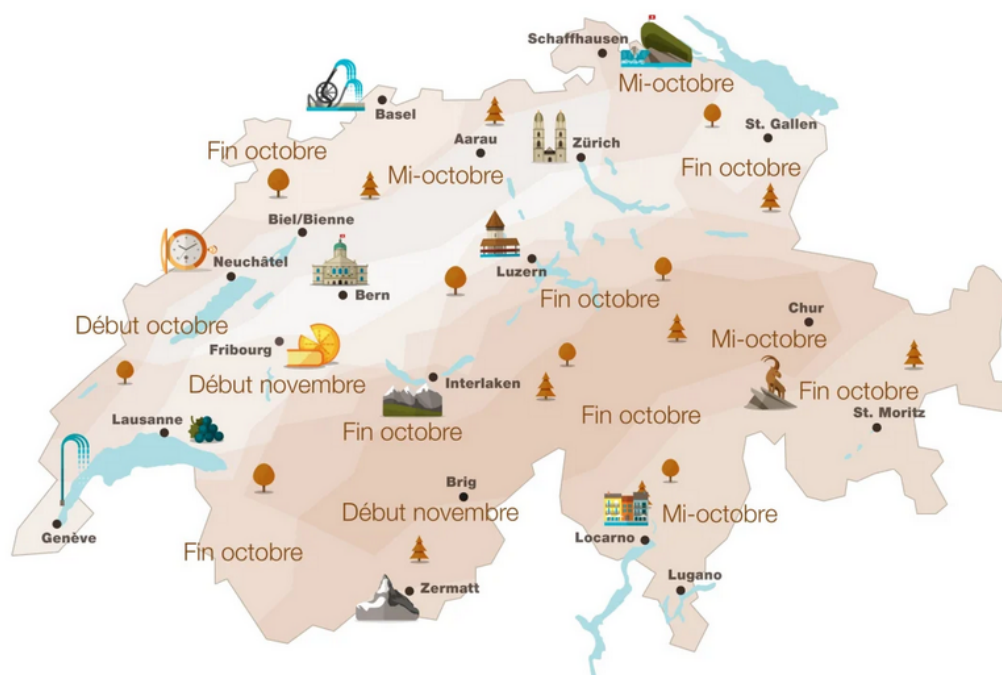 Schaffhausen
Mi-octobre
Basel
St. Gallen
Aarau
Zürich
Fin octobre
Mi-octobre
Fin octobre
Biel/Bienne
Neuchâtel
Luzern
Bern
Fin octobre
Chur
Début octobre
Mi-octobre
Fribourg
Début novembre
Interlaken
Fin octobre
Fin octobre
St. Moritz
Lausanne
Fin octobre
Brig
Début novembre
Mi-octobre
Genève
Locarno
Fin octobre
Lugano
Zermatt